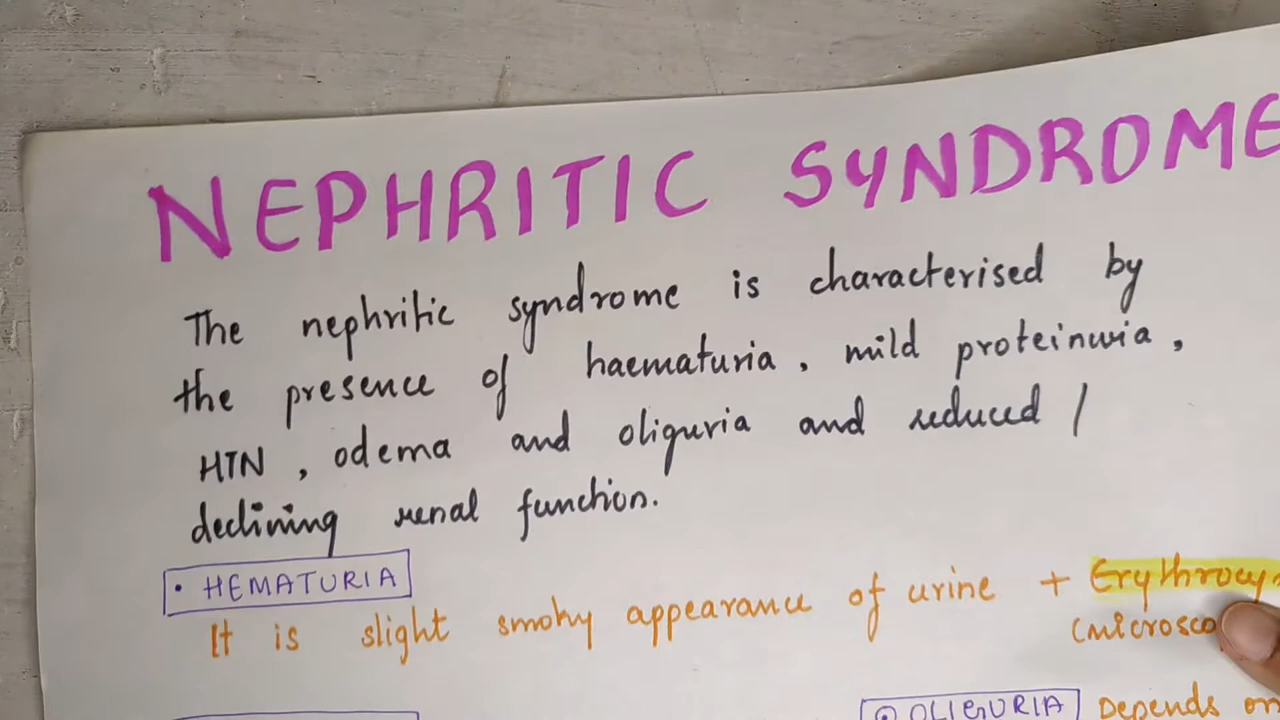 NEPHRITIC SYNDROME
The nephritic syndrome is characterised by
the presence of haematuria, mild proteinuria,
HTN, odema and oliguria and reduced /
declining renal function.
• HEMATURIA
It is slight smoky appearance of urine + Erythrocy
(microsco
OLIGURIA Depends on